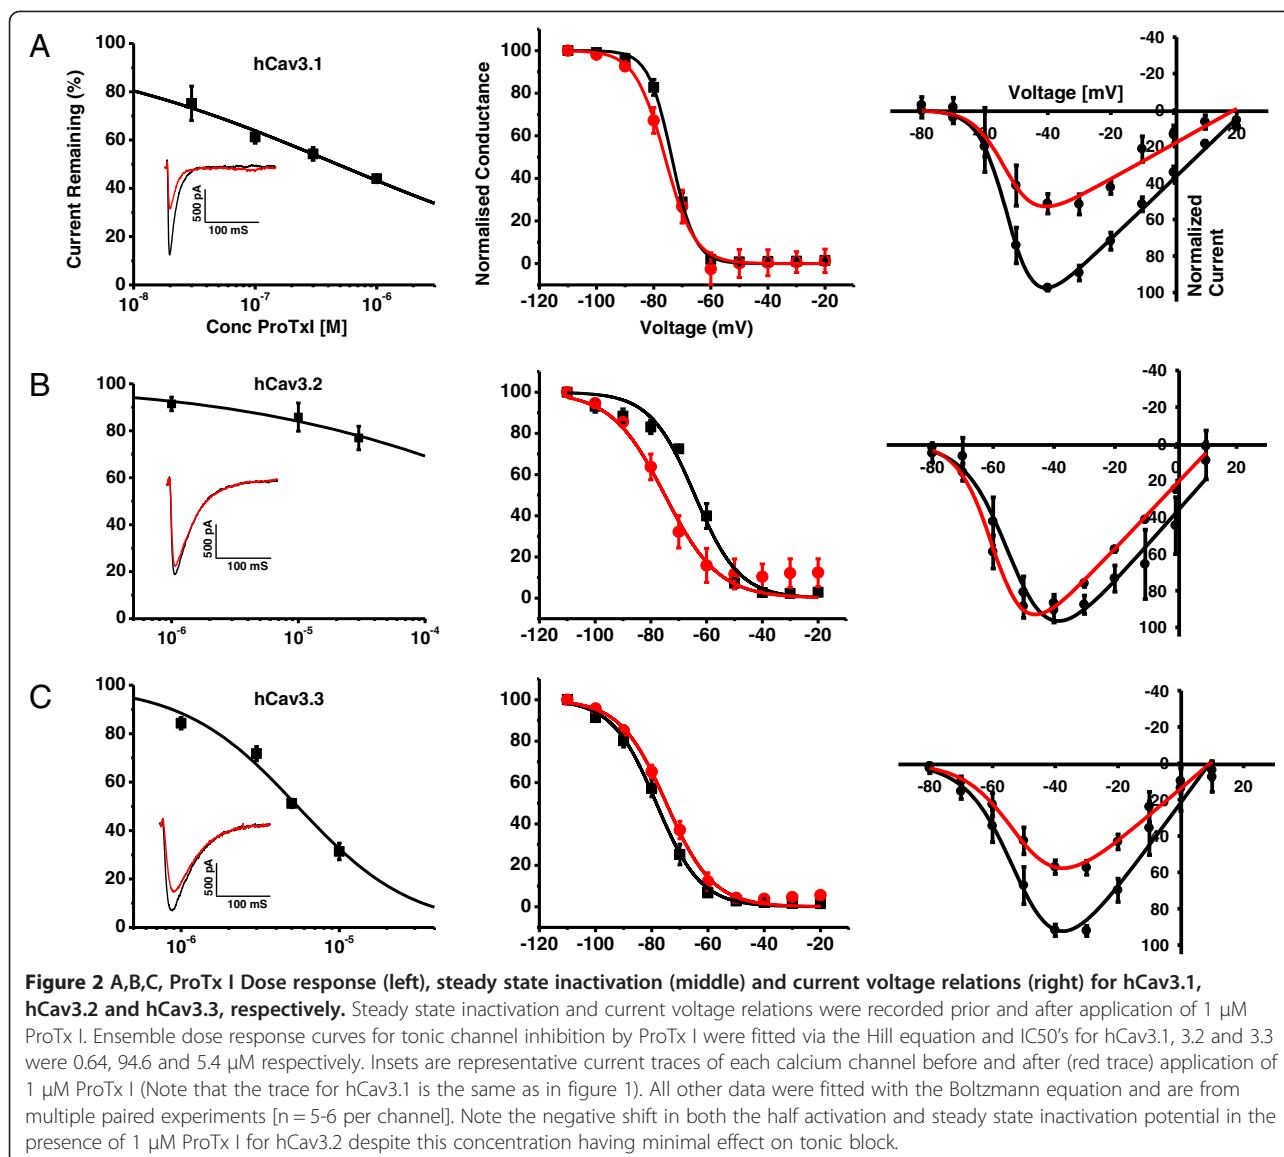 A
hCav3.1
Current Remaining (%)
100
80
60
40
20
0
10-8
10-7
10-6
Conc ProTxI [M]
500 pA
100 mS
Normalised Conductance
100
80
60
40
20
0
-120 -100 -80 -60 -40 -20
Voltage (mV)
-40
-20
Voltage [mV]
0
-80 -60 -40 -20 0 20
20
40
60
80
100
Normalized
Current
B
hCav3.2
100
80
60
40
20
0
10-6
10-5
10-4
500 pA
100 mS
100
80
60
40
20
0
-120 -100 -80 -60 -40 -20
-40
-20
0
-80 -60 -40 -20 0 20
20
40
60
80
100
C
hCav3.3
100
80
60
40
20
0
10-6
10-5
500 pA
100 mS
100
80
60
40
20
0
-120 -100 -80 -60 -40 -20
-40
-20
0
-80 -60 -40 -20 0 20
20
40
60
80
100
Figure 2 A,B,C, ProTx I Dose response (left), steady state inactivation (middle) and current voltage relations (right) for hCav3.1,
hCav3.2 and hCav3.3, respectively. Steady state inactivation and current voltage relations were recorded prior and after application of 1 μM
ProTx I. Ensemble dose response curves for tonic channel inhibition by ProTx I were fitted via the Hill equation and IC50's for hCav3.1, 3.2 and 3.3
were 0.64, 94.6 and 5.4 μM respectively. Insets are representative current traces of each calcium channel before and after (red trace) application of
1 μM ProTx I (Note that the trace for hCav3.1 is the same as in figure 1). All other data were fitted with the Boltzmann equation and are from
multiple paired experiments [n = 5-6 per channel]. Note the negative shift in both the half activation and steady state inactivation potential in the
presence of 1 μM ProTx I for hCav3.2 despite this concentration having minimal effect on tonic block.